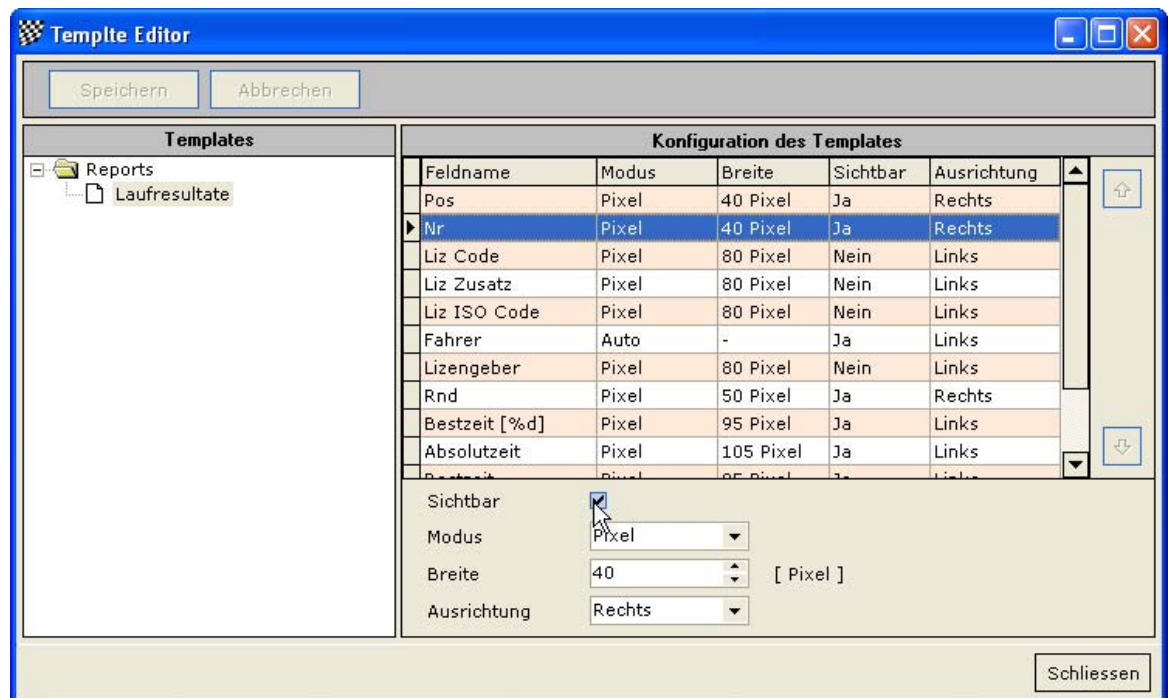 Templte Editor
Speichern Abbrechen
Templates
Reports
Laufresultate
Konfiguration des Templates
Feldname Modus Breite Sichtbar Ausrichtung
Pos Pixel 40 Pixel Ja Rechts
Nr Pixel 40 Pixel Ja Rechts
Liz Code Pixel 80 Pixel Nein Links
Liz Zusatz Pixel 80 Pixel Nein Links
Liz ISO Code Pixel 80 Pixel Nein Links
Fahrer Auto - Ja Links
Lizengeber Pixel 80 Pixel Nein Links
Rnd Pixel 50 Pixel Ja Rechts
Bestzeit [%d] Pixel 95 Pixel Ja Links
Absolutzeit Pixel 105 Pixel Ja Links
Sichtbar
Modus Pixel
Breite 40 [ Pixel ]
Ausrichtung Rechts
Schliessen